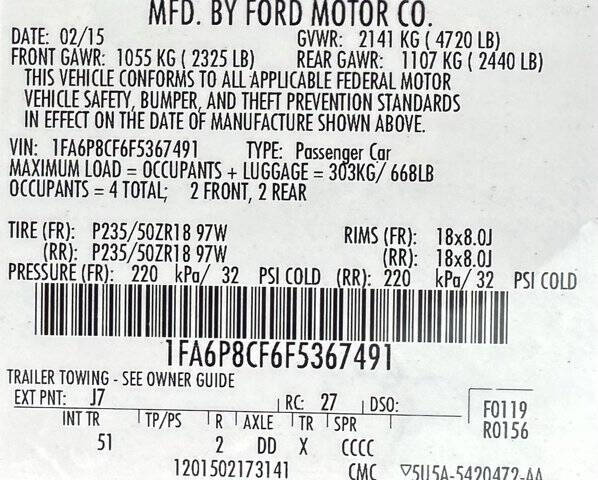 MFD. BY FORD MOTOR CO.
DATE: 02/15 GVWR: 2141 KG ( 4720 LB)
FRONT GAWR: 1055 KG ( 2325 LB) REAR GAWR: 1107 KG ( 2440 LB)
THIS VEHICLE CONFORMS TO ALL APPLICABLE FEDERAL MOTOR
VEHICLE SAFETY, BUMPER, AND THEFT PREVENTION STANDARDS
IN EFFECT ON THE DATE OF MANUFACTURE SHOWN ABOVE.
VIN: 1FA6P8CF6F5367491 TYPE: Passenger Car
MAXIMUM LOAD = OCCUPANTS + LUGGAGE = 303KG/ 668LB
OCCUPANTS = 4 TOTAL; 2 FRONT, 2 REAR
TIRE (FR): P235/50ZR18 97W RIMS (FR): 18x8.0J
(RR): P235/50ZR18 97W (RR): 18x8.0J
PRESSURE (FR): 220 kPa/ 32 PSI COLD (RR): 220 kPa/ 32 PSI COLD
1FA6P8CF6F5367491
TRAILER TOWING - SEE OWNER GUIDE
EXT PNT: J7 RC: 27 DSO: F0119
INT TR TP/PS R AXLE TR SPR R0156
51 2 DD X CCCC
1201502173141 CMC ▽5U5A-5420472-AA